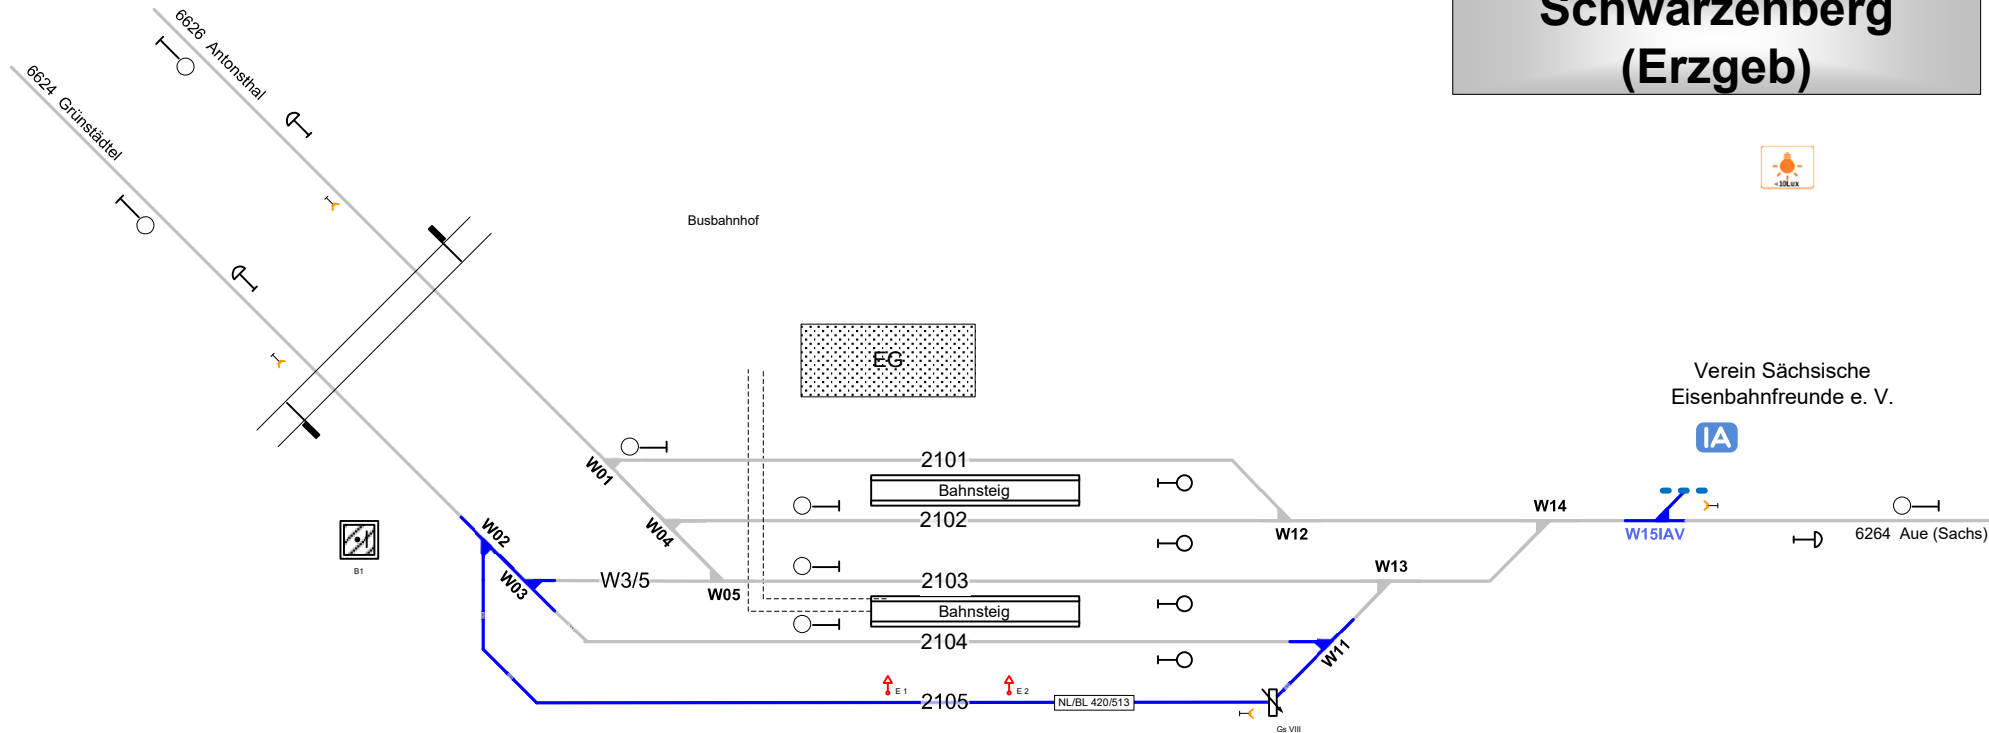 Schwarzenberg
(Erzgeb)
6626 Antonsthal
6624 Grünstädtel
<10Lux
Busbahnhof
EG
Verein Sächsische
Eisenbahnfreunde e. V.
IA
W01
2101
Bahnsteig
W04
2102
W12
W14
W15IAV
6264 Aue (Sachs)
B1
W02
W03
W3/5
W05
2103
W13
Bahnsteig
2104
W11
E 1
E 2
2105
NL/BL 420/513
Gs VIII